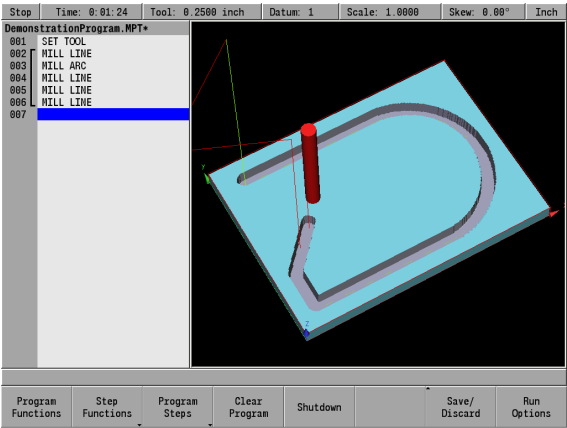 Stop Time: 0:01:24 Tool: 0.2500 inch Datum: 1 Scale: 1.0000 Skew: 0.00° Inch
DemonstrationProgram.MPT*
001 SET TOOL
002 MILL LINE
003 MILL ARC
004 MILL LINE
005 MILL LINE
006 MILL LINE
007
Y
Z
Program Functions
Step Functions
Program Steps
Clear Program
Shutdown
Save/ Discard
Run Options